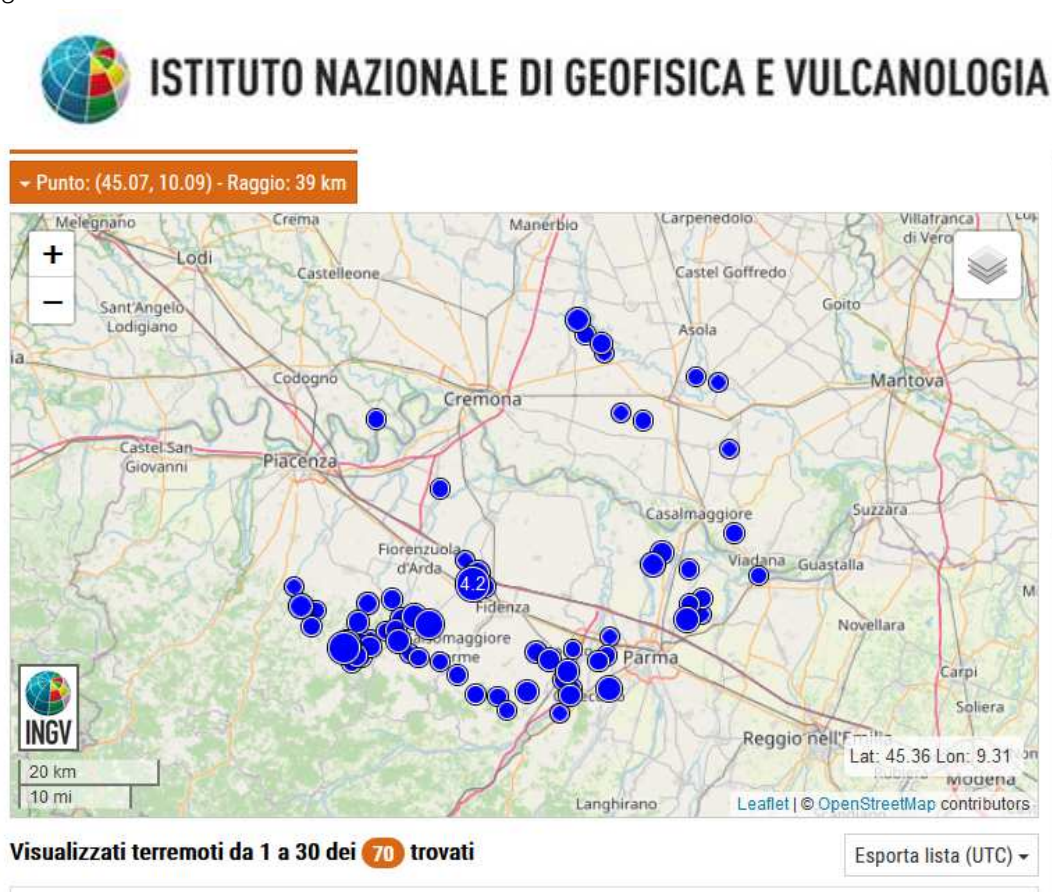 ISTITUTO NAZIONALE DI GEOFISICA E VULCANOLOGIA
Punto: (45.07, 10.09) - Raggio: 39 km
Melegnano
Crema
Manerbio
Carpenedolo
Villafranca
di Vero
+
−
Lodi
Castelleone
Castel Goffredo
Sant'Angelo
Lodigiano
Goito
Asola
ia
Codogno
Mantova
Cremona
Castel San
Giovanni
Piacenza
Casalmaggiore
Suzzara
Fiorenzuola
d'Arda
Viadana
Guastalla
4.2
Fidenza
Novellara
omaggiore
rme
Parma
Carpi
Soliera
INGV
Reggio nell'Emilia
Lat: 45.36 Lon: 9.31
20 km
10 mi
Modena
Langhirano
Leaflet | © OpenStreetMap contributors
Visualizzati terremoti da 1 a 30 dei 70 trovati
Esporta lista (UTC)